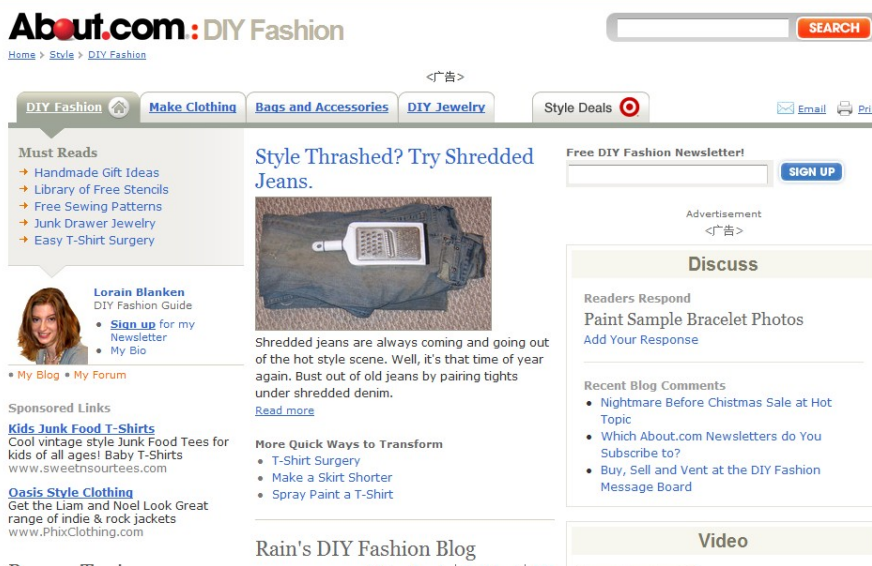 About.com: DIY Fashion
SEARCH
Home > Style > DIY Fashion
<广告>
DIY Fashion
Make Clothing
Bags and Accessories
DIY Jewelry
Style Deals
Email
Pri
Must Reads
Handmade Gift Ideas
Library of Free Stencils
Free Sewing Patterns
Junk Drawer Jewelry
Easy T-Shirt Surgery
Lorain Blanken
DIY Fashion Guide
• Sign up for my
Newsletter
• My Bio
• My Blog • My Forum
Sponsored Links
Kids Junk Food T-Shirts
Cool vintage style Junk Food Tees for
kids of all ages! Baby T-Shirts
www.sweetnsourtees.com
Oasis Style Clothing
Get the Liam and Noel Look Great
range of indie & rock jackets
www.PhixClothing.com
Style Thrashed? Try Shredded
Jeans.
Shredded jeans are always coming and going out
of the hot style scene. Well, it's that time of year
again. Bust out of old jeans by pairing tights
under shredded denim.
Read more
More Quick Ways to Transform
• T-Shirt Surgery
• Make a Skirt Shorter
• Spray Paint a T-Shirt
Rain's DIY Fashion Blog
Free DIY Fashion Newsletter!
SIGN UP
Advertisement
<广告>
Discuss
Readers Respond
Paint Sample Bracelet Photos
Add Your Response
Recent Blog Comments
• Nightmare Before Chistmas Sale at Hot
Topic
• Which About.com Newsletters do You
Subscribe to?
• Buy, Sell and Vent at the DIY Fashion
Message Board
Video